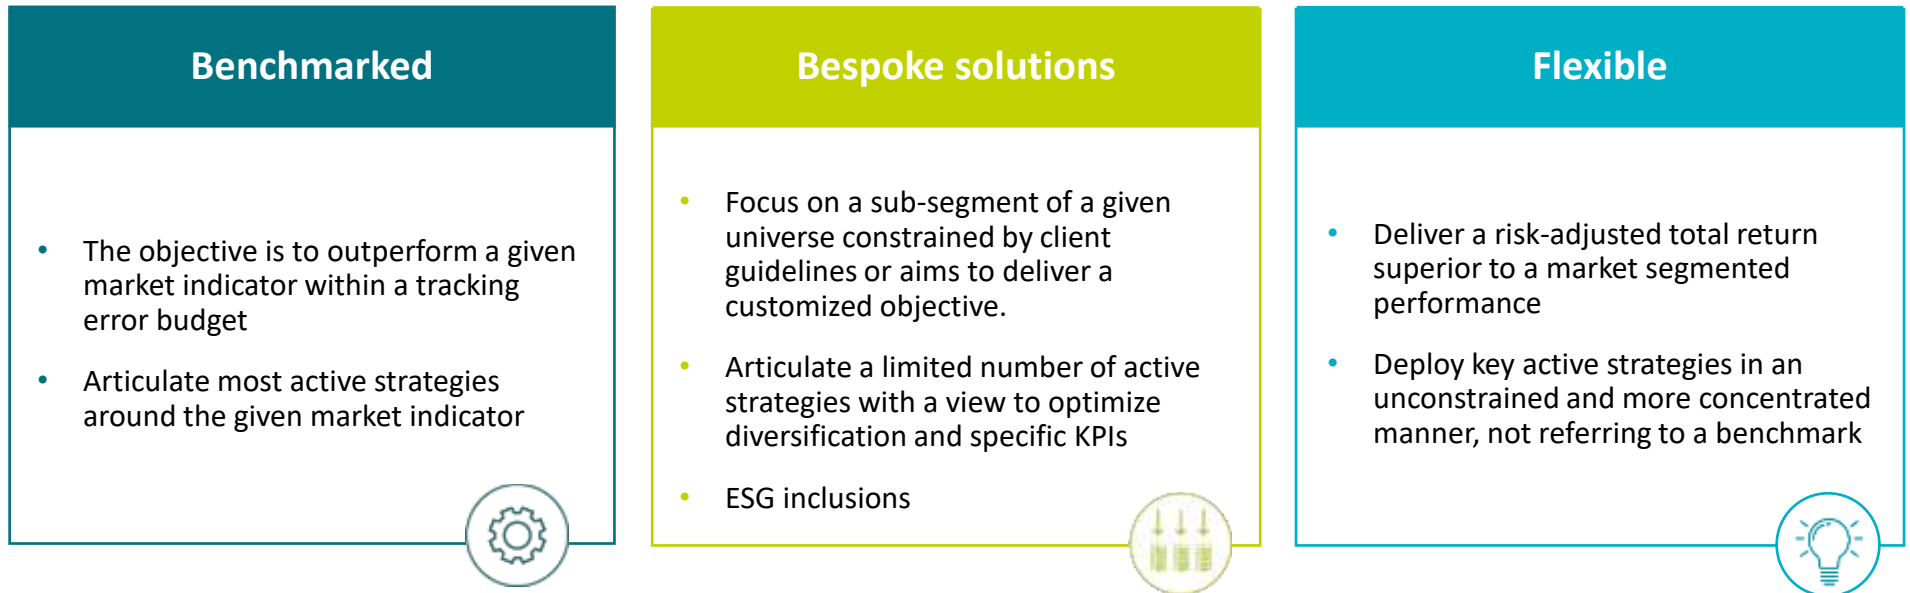 Benchmarked
• The objective is to outperform a given
market indicator within a tracking
error budget
• Articulate most active strategies
around the given market indicator
Bespoke solutions
• Focus on a sub-segment of a given
universe constrained by client
guidelines or aims to deliver a
customized objective.
• Articulate a limited number of active
strategies with a view to optimize
diversification and specific KPIs
• ESG inclusions
Flexible
• Deliver a risk-adjusted total return
superior to a market segmented
performance
• Deploy key active strategies in an
unconstrained and more concentrated
manner, not referring to a benchmark